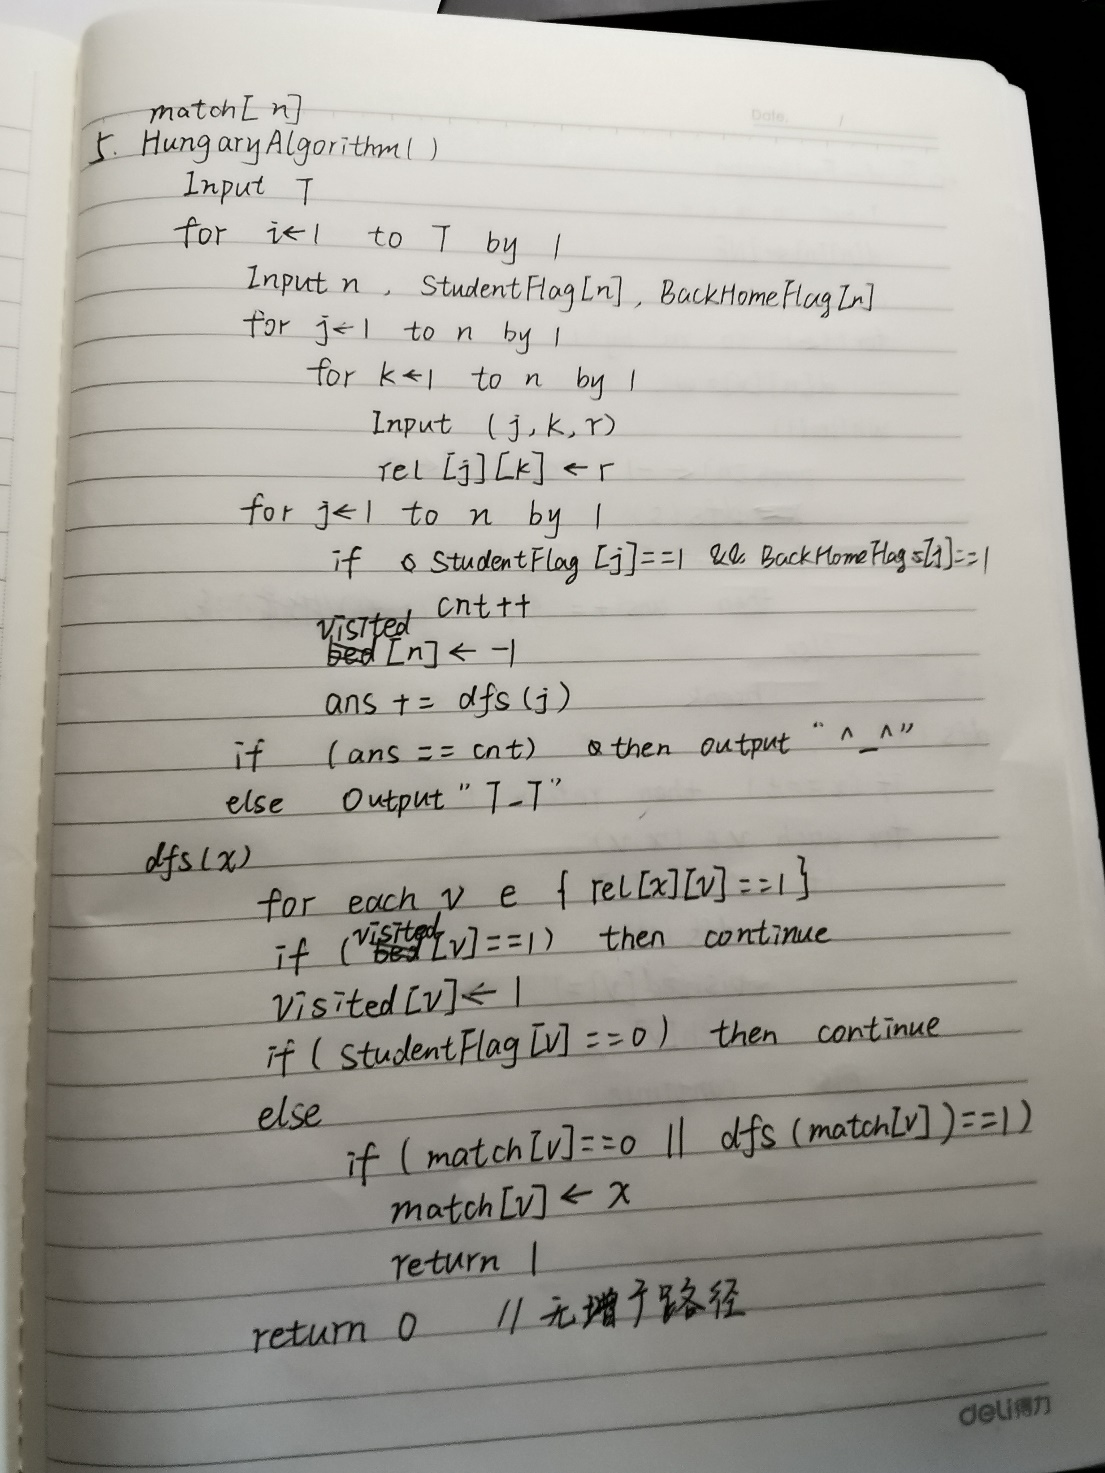 match[n]
Date. /
5. HungaryAlgorithm()
Input T
for i←1 to T by 1
Input n, StudentFlag[n], BackHomeFlag[n]
for j←1 to n by 1
for k←1 to n by 1
Input (j,k,r)
rel [j][k] ← r
for j←1 to n by 1
if StudentFlag [j]==1 && BackHomeFlag[j]==1
cnt++
visited [n] ← -1
ans += dfs(j)
if (ans == cnt) then output "^_^"
else Output "T_T"
dfs(x)
for each v e { rel[x][v]==1}
if (visited[v]==1) then continue
visited[v]← 1
if ( StudentFlag[v] ==0) then continue
else
if (match[v]==0 || dfs (match[v])==1)
match[v] ← x
return 1
return 0 // 无增广路径
deli得力